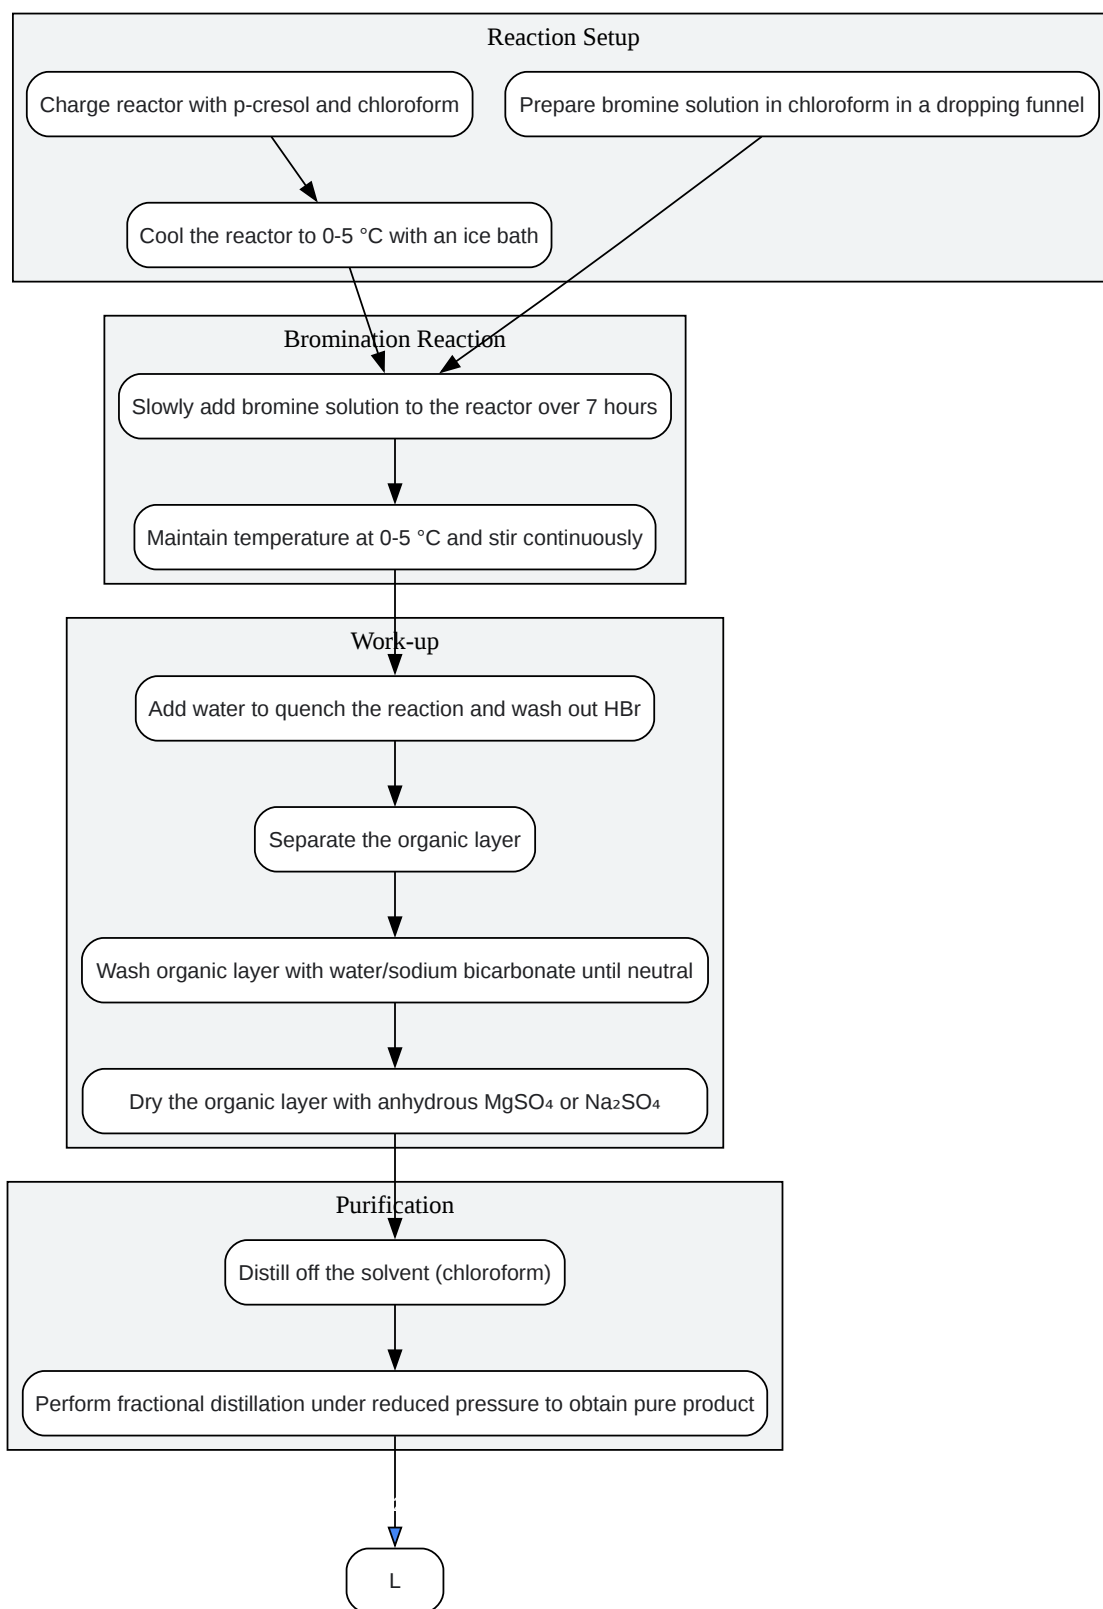 Reaction Setup
Charge reactor with p-cresol and chloroform
Prepare bromine solution in chloroform in a dropping funnel
Cool the reactor to 0-5 °C with an ice bath
Bromination Reaction
Slowly add bromine solution to the reactor over 7 hours
Maintain temperature at 0-5 °C and stir continuously
Work-up
Add water to quench the reaction and wash out HBr
Separate the organic layer
Wash organic layer with water/sodium bicarbonate until neutral
Dry the organic layer with anhydrous MgSO₄ or Na₂SO₄
Purification
Distill off the solvent (chloroform)
Perform fractional distillation under reduced pressure to obtain pure product
L